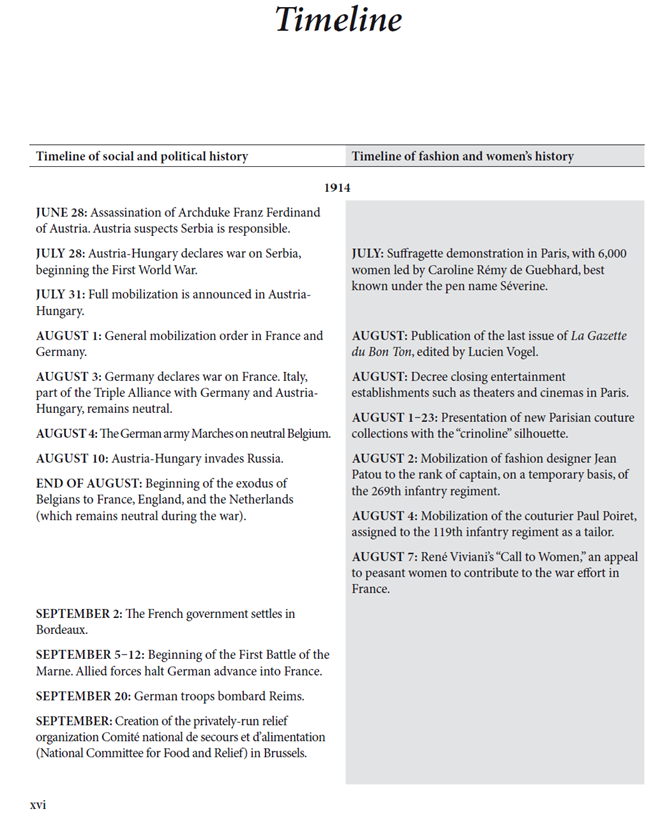 Timeline
Timeline of social and political history
Timeline of fashion and women's history
1914
JUNE 28: Assassination of Archduke Franz Ferdinand
of Austria. Austria suspects Serbia is responsible.
JULY 28: Austria-Hungary declares war on Serbia,
beginning the First World War.
JULY 31: Full mobilization is announced in Austria-
Hungary.
AUGUST 1: General mobilization order in France and
Germany.
AUGUST 3: Germany declares war on France. Italy,
part of the Triple Alliance with Germany and Austria-
Hungary, remains neutral.
AUGUST 4: The German army Marches on neutral Belgium.
AUGUST 10: Austria-Hungary invades Russia.
END OF AUGUST: Beginning of the exodus of
Belgians to France, England, and the Netherlands
(which remains neutral during the war).
SEPTEMBER 2: The French government settles in
Bordeaux.
SEPTEMBER 5–12: Beginning of the First Battle of the
Marne. Allied forces halt German advance into France.
SEPTEMBER 20: German troops bombard Reims.
SEPTEMBER: Creation of the privately-run relief
organization Comité national de secours et d'alimentation
(National Committee for Food and Relief) in Brussels.
JULY: Suffragette demonstration in Paris, with 6,000
women led by Caroline Rémy de Guebhard, best
known under the pen name Séverine.
AUGUST: Publication of the last issue of La Gazette
du Bon Ton, edited by Lucien Vogel.
AUGUST: Decree closing entertainment
establishments such as theaters and cinemas in Paris.
AUGUST 1–23: Presentation of new Parisian couture
collections with the "crinoline" silhouette.
AUGUST 2: Mobilization of fashion designer Jean
Patou to the rank of captain, on a temporary basis, of
the 269th infantry regiment.
AUGUST 4: Mobilization of the couturier Paul Poiret,
assigned to the 119th infantry regiment as a tailor.
AUGUST 7: René Viviani's "Call to Women," an appeal
to peasant women to contribute to the war effort in
France.
xvi